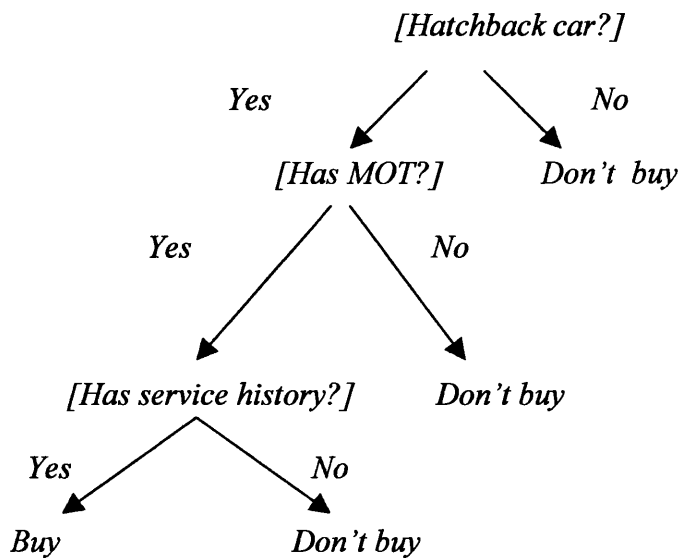 [Hatchback car?]
Yes No
[Has MOT?] Don't buy
Yes No
[Has service history?] Don't buy
Yes No
Buy Don't buy